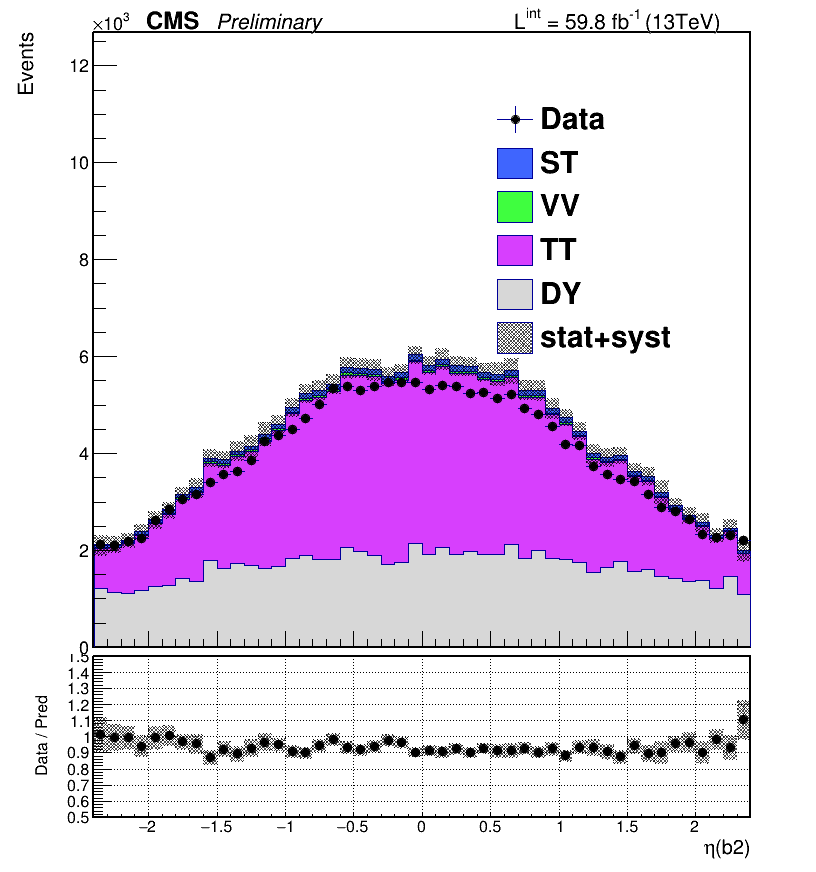 ×10³ CMS Preliminary L^int = 59.8 fb⁻¹ (13TeV)
Events
12
10
8
6
4
2
0
Data
ST
VV
TT
DY
stat+syst
Data / Pred
1.5
1.4
1.3
1.2
1.1
1
0.9
0.8
0.7
0.6
0.5
−2 −1.5 −1 −0.5 0 0.5 1 1.5 2
η(b2)